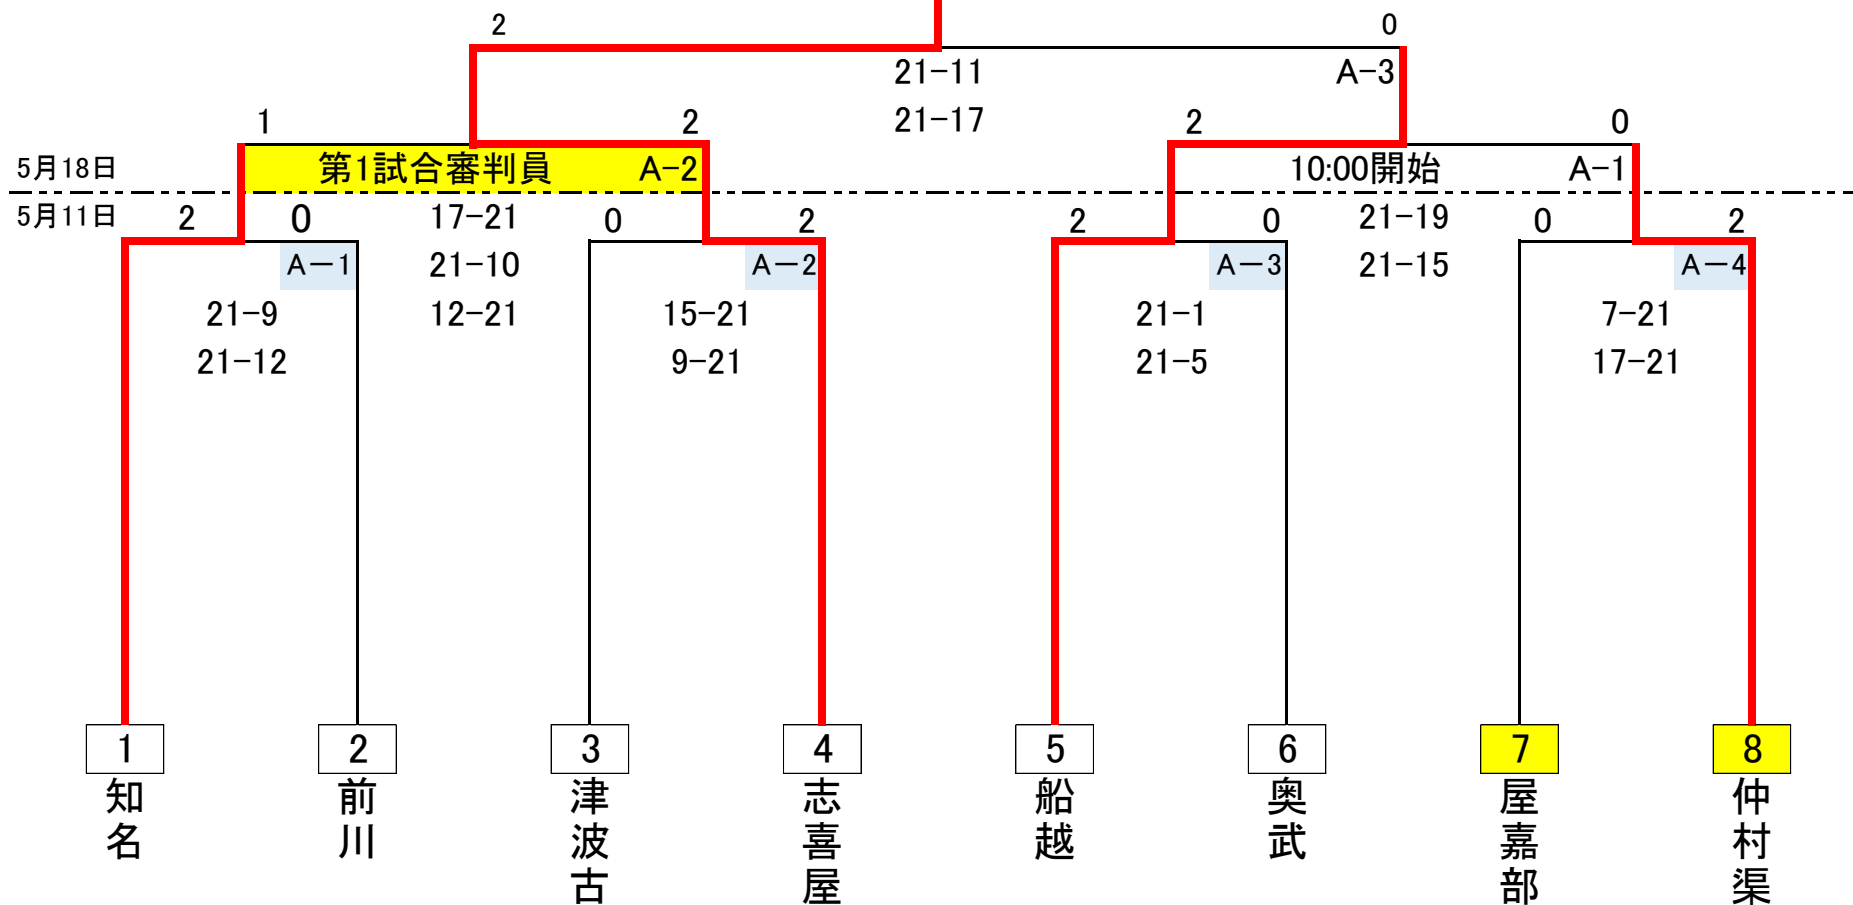 2 0
21-11 A-3
21-17
1 2 2 0
5月18日 第1試合審判員 A-2 10:00開始 A-1
5月11日 2 0 17-21 0 2 2 0 21-19 0 2
A-1 21-10 A-2 A-3 21-15 A-4
21-9 12-21 15-21 21-1 7-21
21-12 9-21 21-5 17-21
1 2 3 4 5 6 7 8
知名
前川
津波古
志喜屋
船越
奥武
屋嘉部
仲村渠